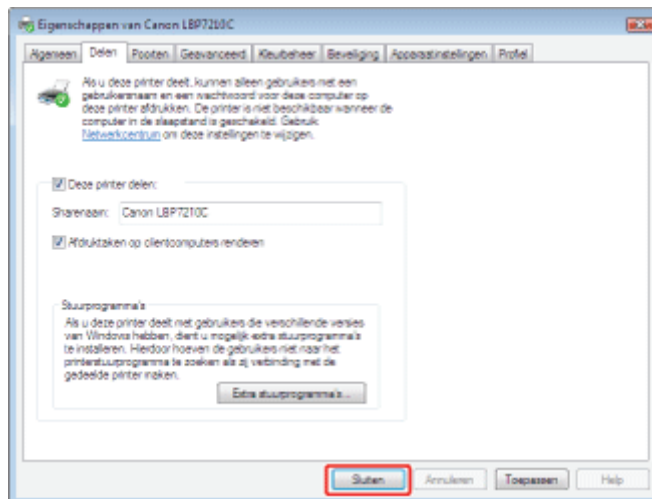 Eigenschappen van Canon LBP7210C
Algemeen Delen Poorten Geavanceerd Kleurbeheer Beveiliging Apparaatinstellingen Profiel
Als u deze printer deelt, kunnen alleen gebruikers met een
gebruikersnaam en een wachtwoord voor deze computer op
deze printer afdrukken. De printer is niet beschikbaar wanneer de
computer in de slaapstand is geschakeld. Gebruik
Netwerkcentrum om deze instellingen te wijzigen.
Deze printer delen:
Sharenaam: Canon LBP7210C
Afdruktaken op clientcomputers renderen
Stuurprogramma's
Als u deze printer deelt met gebruikers die verschillende versies
van Windows hebben, dient u mogelijk extra stuurprogramma's
te installeren. Hierdoor hoeven de gebruikers niet naar het
printerstuurprogramma te zoeken als zij verbinding met de
gedeelde printer maken.
Extra stuurprogramma's...
Sluiten Annuleren Toepassen Help